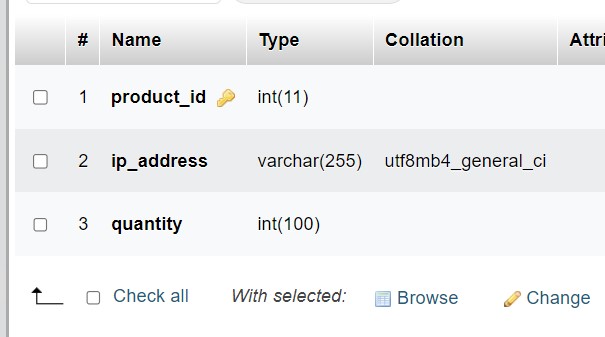 # Name Type Collation Attri
1 product_id int(11)
2 ip_address varchar(255) utf8mb4_general_ci
3 quantity int(100)
Check all With selected: Browse Change